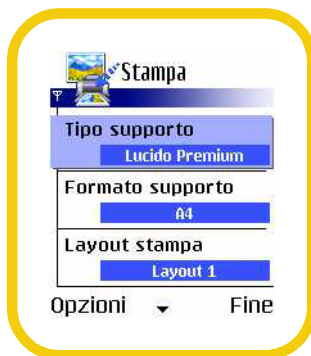 Stampa
Tipo supporto
Lucido Premium
Formato supporto
A4
Layout stampa
Layout 1
Opzioni Fine